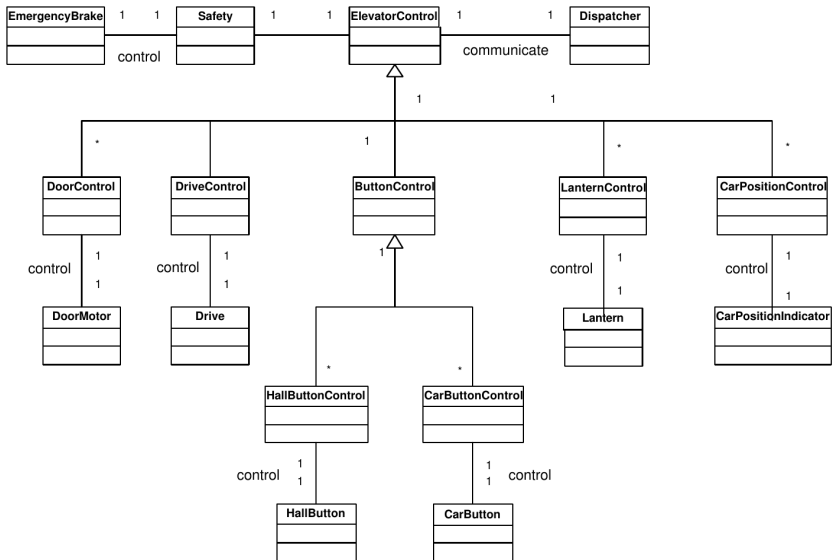 EmergencyBrake 1 1 Safety 1 1 ElevatorControl 1 1 Dispatcher
control communicate
1 1
* 1 * *
DoorControl DriveControl ButtonControl LanternControl CarPositionControl
1 1 1 1 1
control control control control
1 1 1 1
DoorMotor Drive Lantern CarPositionIndicator
* *
HallButtonControl CarButtonControl
1 1
control control
1 1
HallButton CarButton